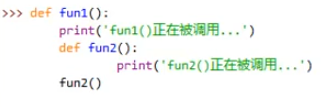 >>> def fun1():
        print('fun1()正在被调用...')
        def fun2():
                print('fun2()正在被调用...')
        fun2()